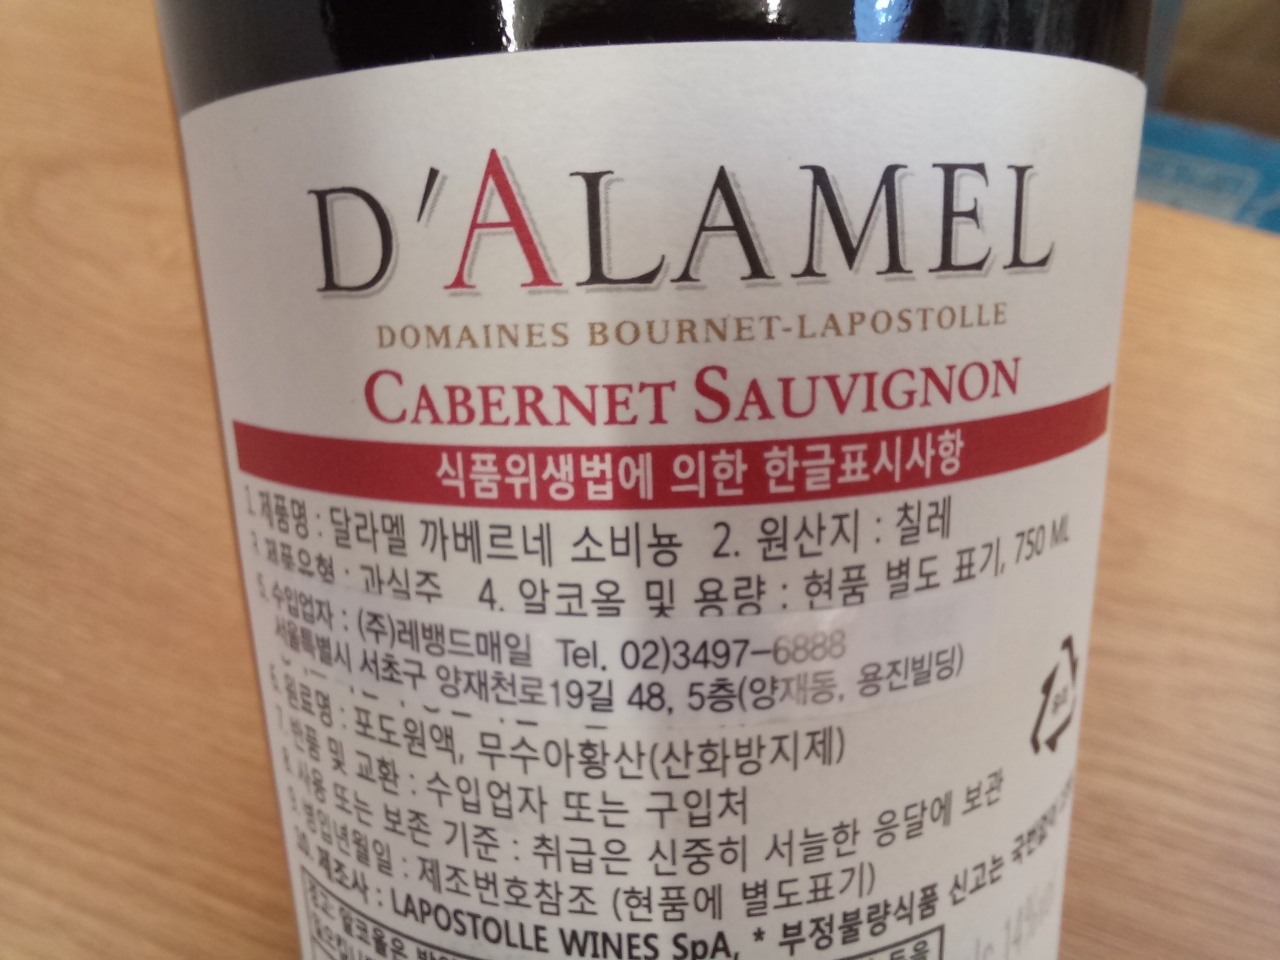 D'ALAMEL
DOMAINES BOURNET-LAPOSTOLLE
CABERNET SAUVIGNON
식품위생법에 의한 한글표시사항
1. 제품명 : 달라멜 까베르네 소비뇽 2. 원산지 : 칠레
3. 제품유형 : 과실주 4. 알코올 및 용량 : 현품 별도 표기, 750 ML
5. 수입업자 : (주)레뱅드매일 Tel. 02)3497-6888
서울특별시 서초구 양재천로19길 48, 5층(양재동, 용진빌딩)
6. 원료명 : 포도원액, 무수아황산(산화방지제)
7. 반품 및 교환 : 수입업자 또는 구입처
8. 사용 또는 보존 기준 : 취급은 신중히 서늘한 응달에 보관
9. 병입년월일 : 제조번호참조 (현품에 별도표기)
10. 제조사 : LAPOSTOLLE WINES SpA, * 부정불량식품 신고는 국번없이
경고: 알코올은